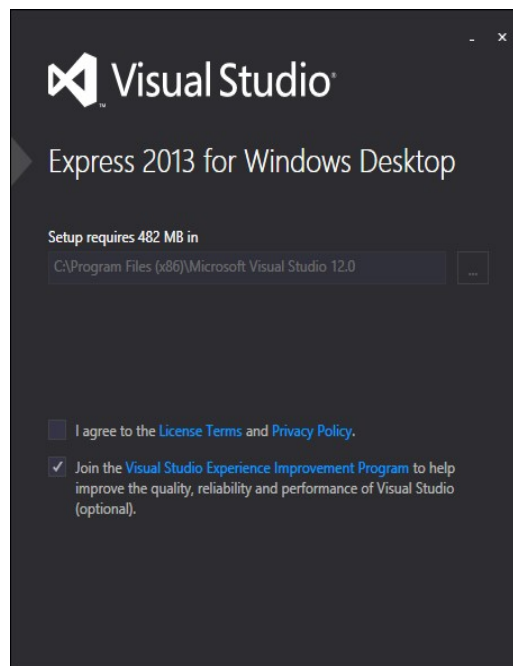 Visual Studio®
™
Express 2013 for Windows Desktop
Setup requires 482 MB in
C:\Program Files (x86)\Microsoft Visual Studio 12.0
...
I agree to the License Terms and Privacy Policy.
Join the Visual Studio Experience Improvement Program to help
improve the quality, reliability and performance of Visual Studio
(optional).